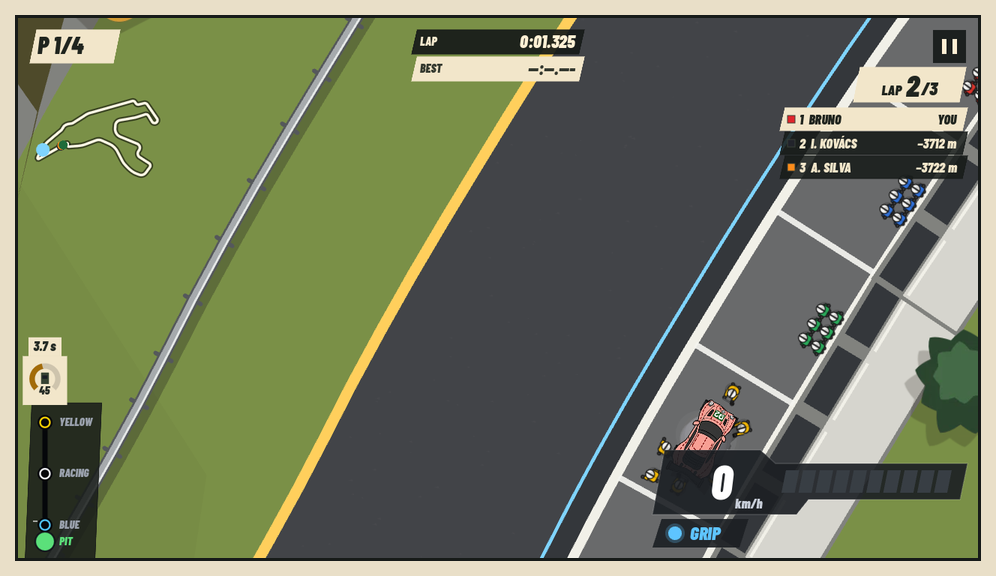 P 1/4
LAP 0:01.325
BEST --:--.---
LAP 2/3
1 BRUNO YOU
2 I. KOVÁCS -3712 m
3 A. SILVA -3722 m
3.7 s
45
YELLOW
RACING
BLUE
PIT
0 km/h
GRIP